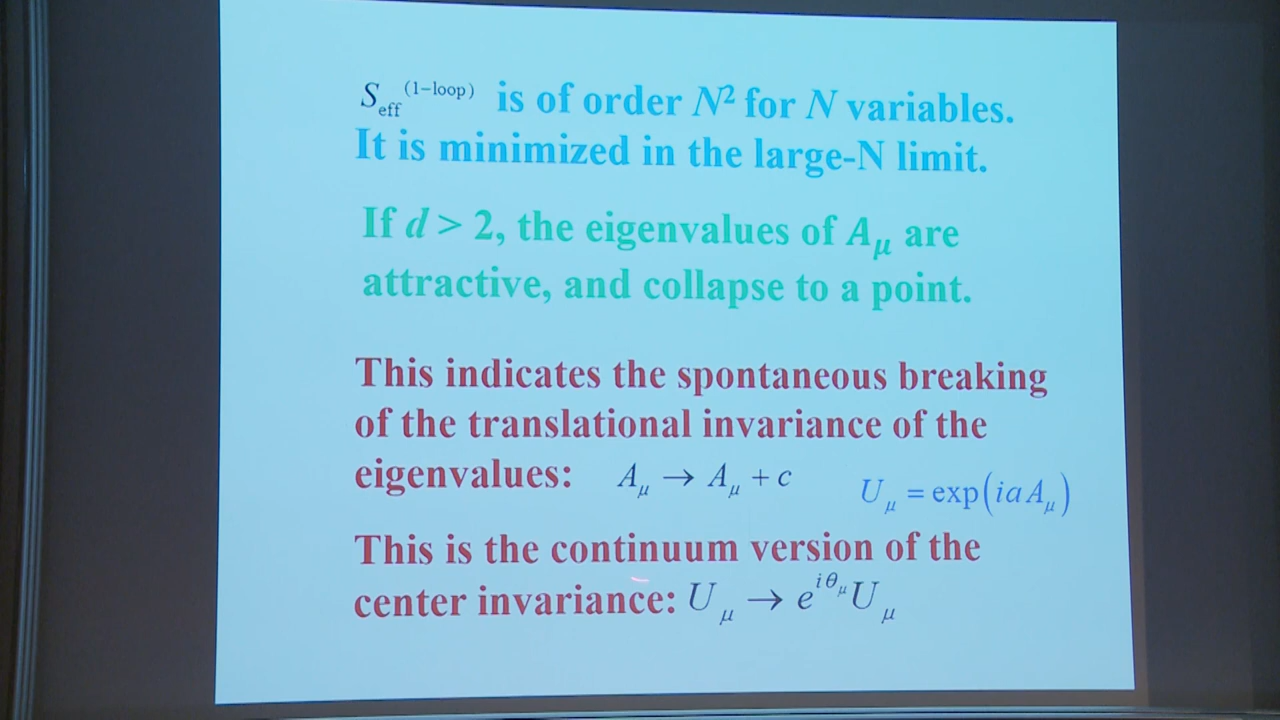 S_eff^(1-loop) is of order N² for N variables.
It is minimized in the large-N limit.
If d > 2, the eigenvalues of A_μ are
attractive, and collapse to a point.
This indicates the spontaneous breaking
of the translational invariance of the
eigenvalues: A_μ → A_μ + c
U_μ = exp(iaA_μ)
This is the continuum version of the
center invariance: U_μ → e^{iθ_μ} U_μ